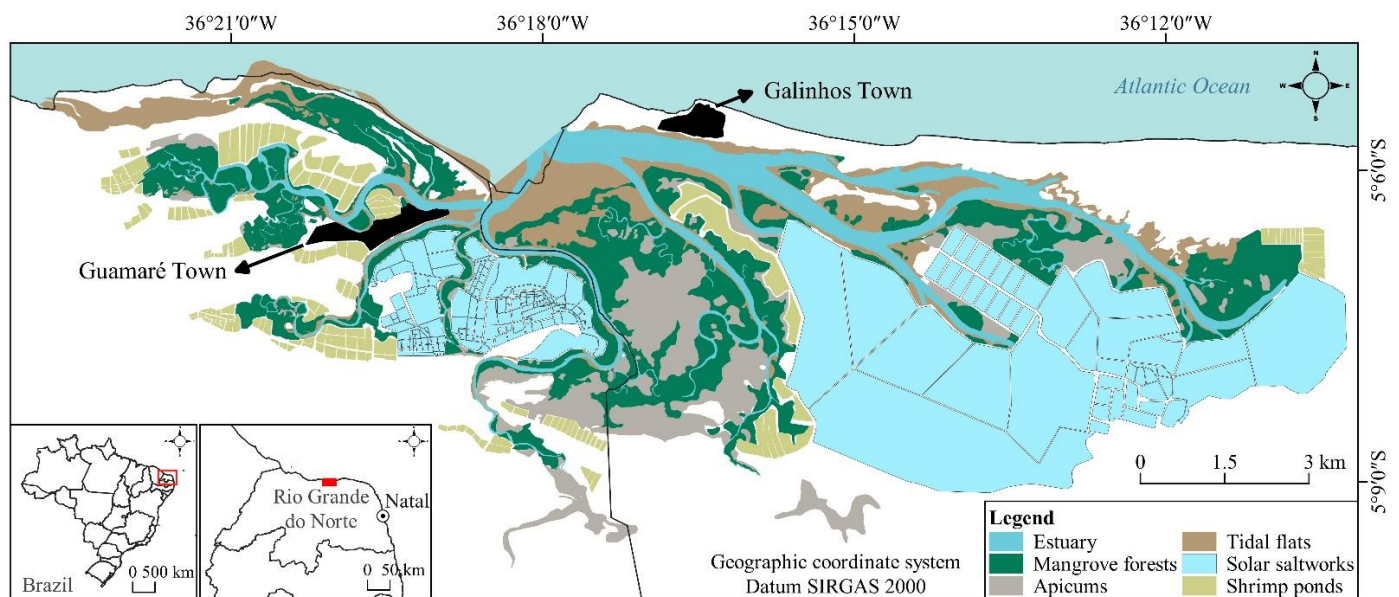 36°21'0"W 36°18'0"W 36°15'0"W 36°12'0"W
N
W E
S
Atlantic Ocean
Galinhos Town
5°6'0"S
Guamaré Town
0 1.5 3 km
5°9'0"S
Rio Grande
do Norte
Natal
Brazil
0 500 km
0 50 km
Geographic coordinate system
Datum SIRGAS 2000
Legend
Estuary
Mangrove forests
Apicums
Tidal flats
Solar saltworks
Shrimp ponds